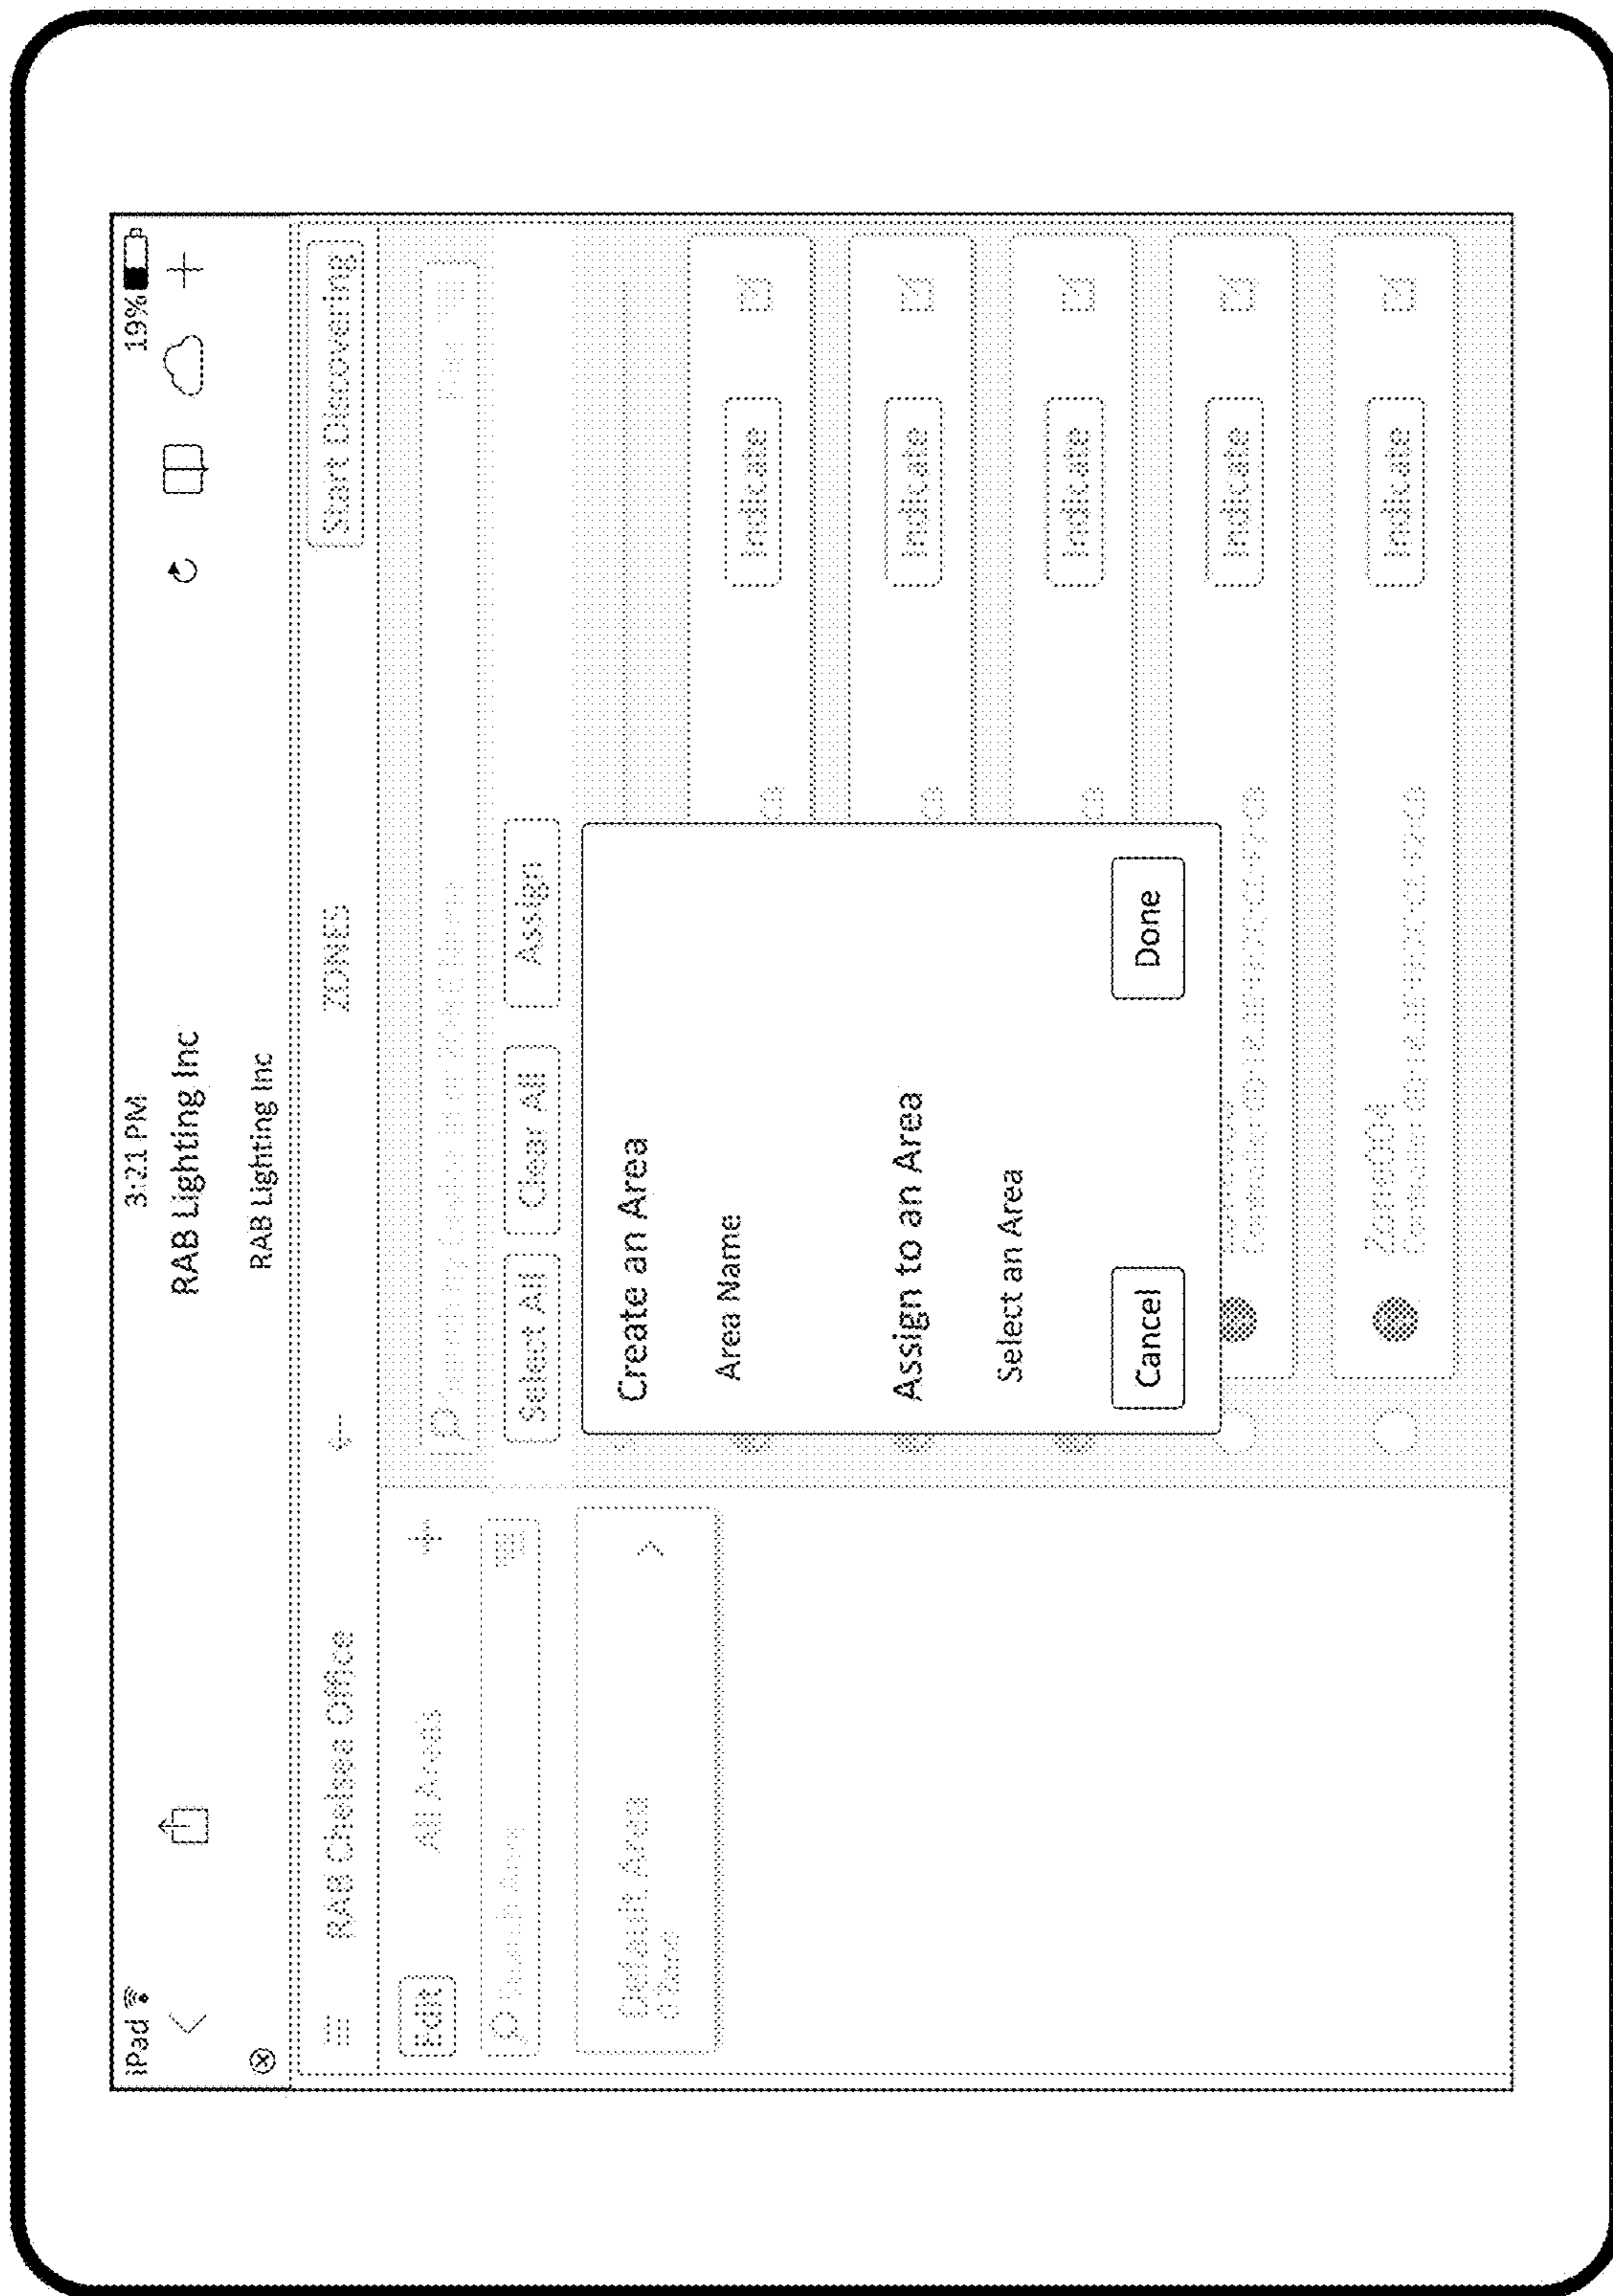 iPad 3:21 PM 19%
RAB Lighting Inc
RAB Lighting Inc
RAB Chelsea Office ZONES Start Discovering
Edit All Areas
Select All Clear All Assign
Default Area
Create an Area
Area Name
Assign to an Area
Select an Area
Cancel Done
Indicate
Indicate
Indicate
Indicate
Indicate